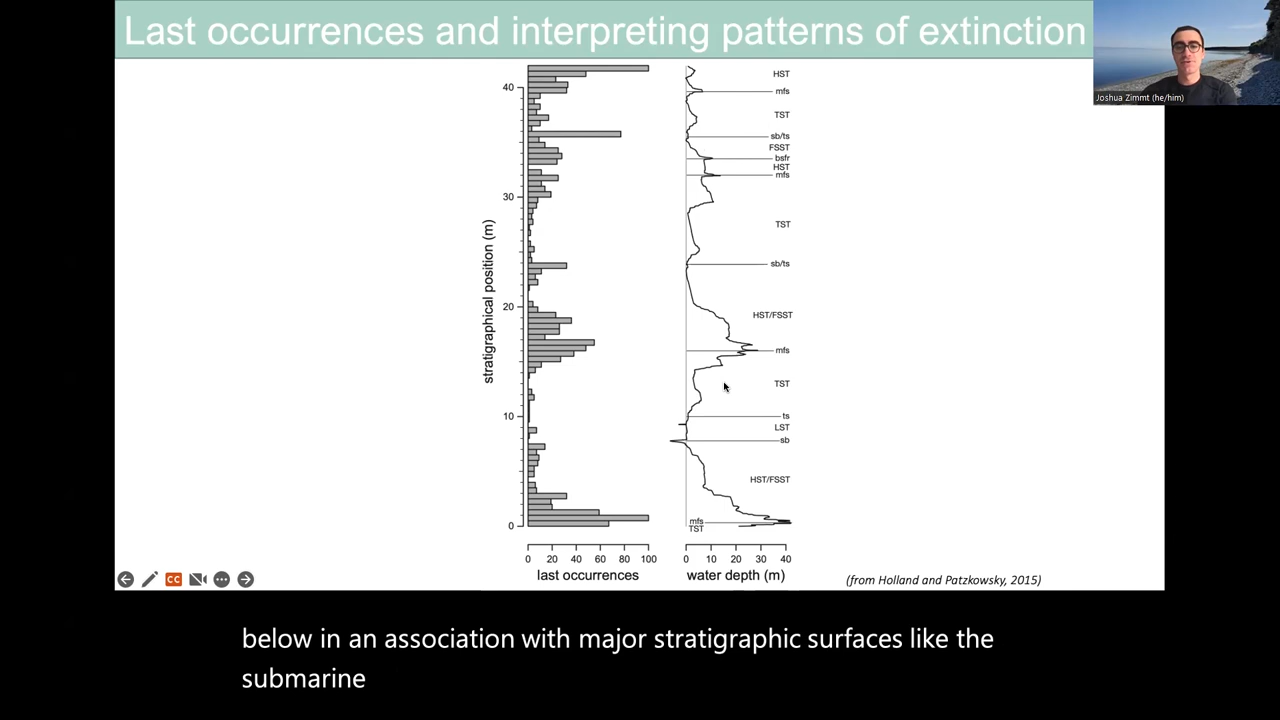 Last occurrences and interpreting patterns of extinction
Joshua Zimmt (he/him)
stratigraphical position (m)
40
30
20
10
0
0 20 40 60 80 100
last occurrences
HST
mfs
TST
sb/ts
FSST
bsfr
HST
mfs
TST
sb/ts
HST/FSST
mfs
TST
ts
LST
sb
HST/FSST
mfs
TST
0 10 20 30 40
water depth (m)
(from Holland and Patzkowsky, 2015)
CC
below in an association with major stratigraphic surfaces like the
submarine